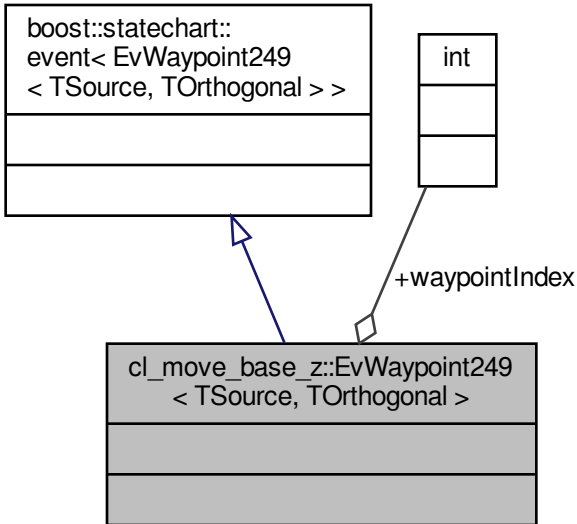 boost::statechart::
event< EvWaypoint249
< TSource, TOrthogonal > >
int
+waypointIndex
cl_move_base_z::EvWaypoint249
< TSource, TOrthogonal >